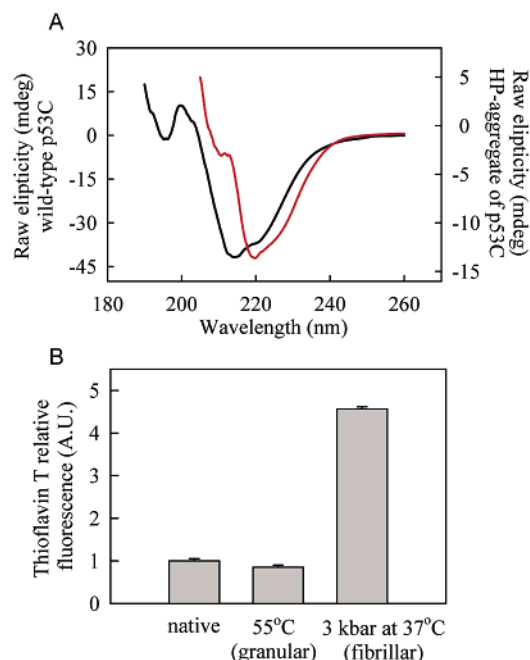 A
Raw elipticity (mdeg)
wild-type p53C
30
15
0
-15
-30
-45
5
0
-5
-10
-15
Raw elipticity (mdeg)
HP-aggregate of p53C
180 200 220 240 260
Wavelength (nm)
B
Thioflavin T relative
fluorescence (A.U.)
5
4
3
2
1
0
native 55°C 3 kbar at 37°C
(granular) (fibrillar)